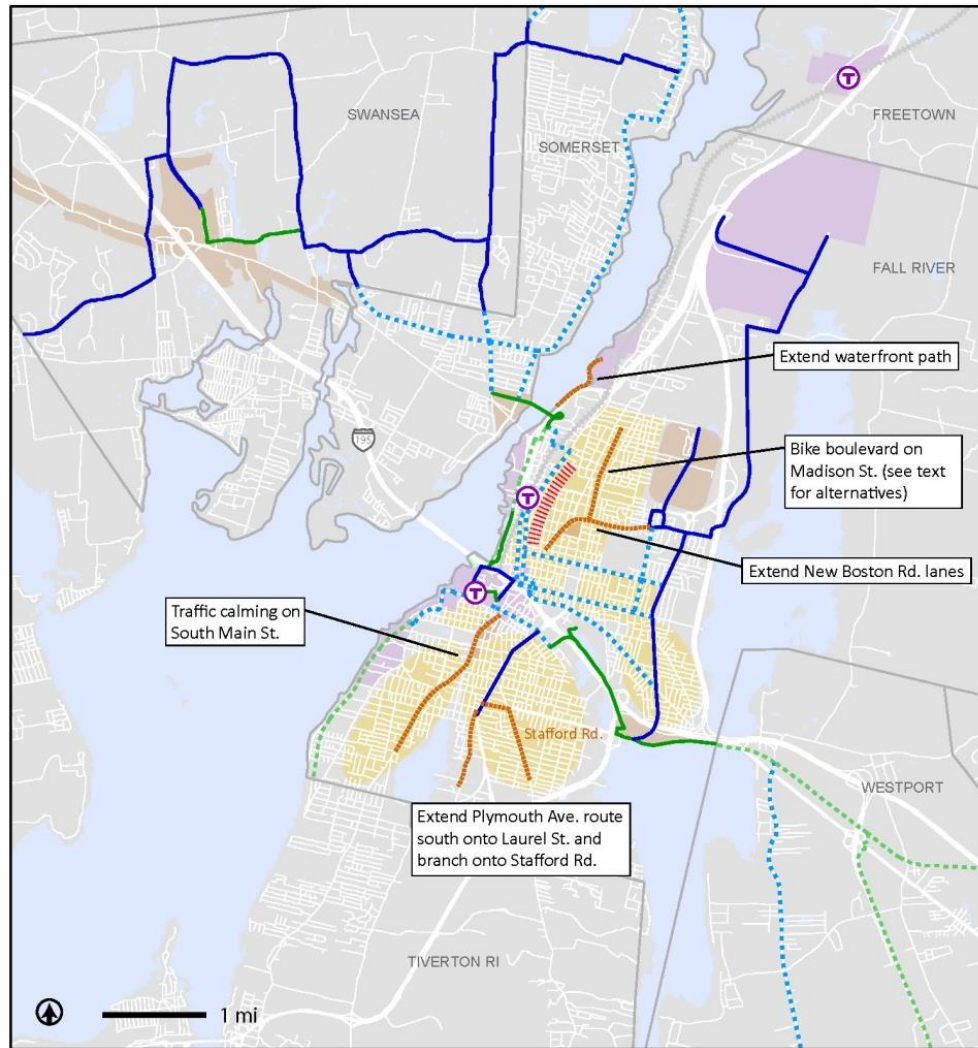 T
FREETOWN
SWANSEA
SOMERSET
FALL RIVER
Extend waterfront path
195
Bike boulevard on
Madison St. (see text
for alternatives)
T
Extend New Boston Rd. lanes
T
Traffic calming on
South Main St.
Stafford Rd.
WESTPORT
Extend Plymouth Ave. route
south onto Laurel St. and
branch onto Stafford Rd.
TIVERTON RI
1 mi